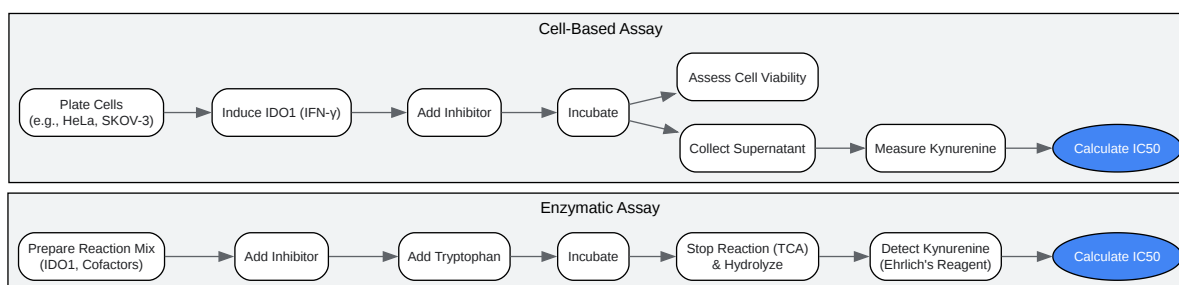 Cell-Based Assay
Plate Cells
(e.g., HeLa, SKOV-3)
Induce IDO1 (IFN-γ)
Add Inhibitor
Incubate
Assess Cell Viability
Collect Supernatant
Measure Kynurenine
Calculate IC50
Enzymatic Assay
Prepare Reaction Mix
(IDO1, Cofactors)
Add Inhibitor
Add Tryptophan
Incubate
Stop Reaction (TCA)
& Hydrolyze
Detect Kynurenine
(Ehrlich's Reagent)
Calculate IC50